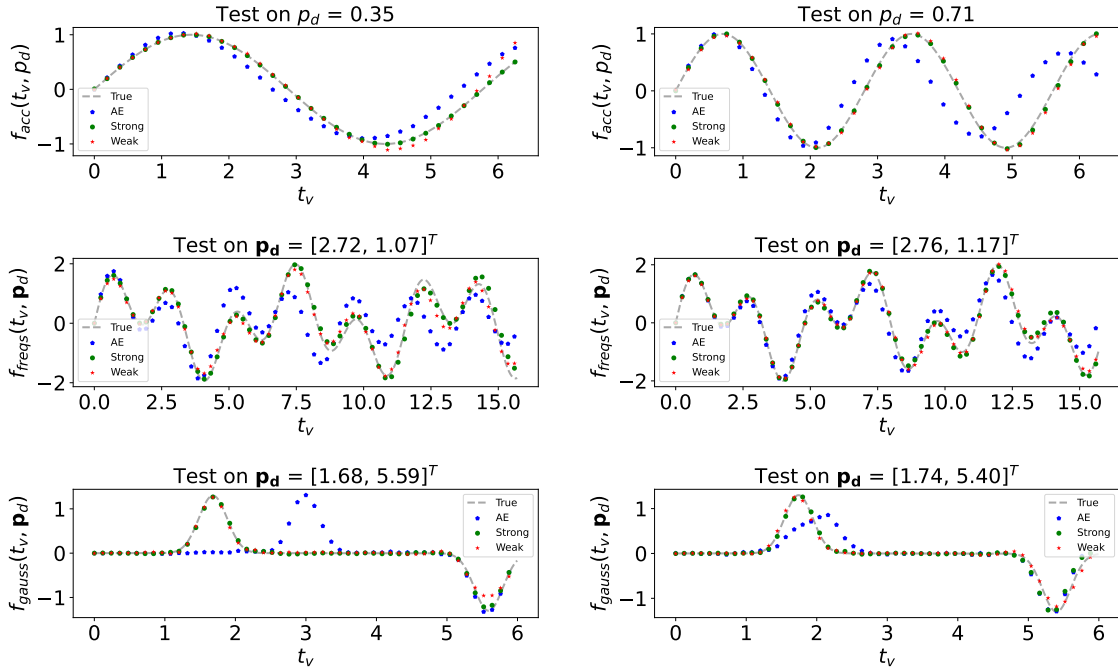 Test on p_d = 0.35
f_acc(t_v, p_d)
1
0
−1
True
AE
Strong
Weak
0 1 2 3 4 5 6
t_v
Test on p_d = 0.71
f_acc(t_v, p_d)
1
0
−1
True
AE
Strong
Weak
0 1 2 3 4 5 6
t_v
Test on p_d = [2.72, 1.07]^T
f_freqs(t_v, p_d)
2
0
−2
True
AE
Strong
Weak
0.0 2.5 5.0 7.5 10.0 12.5 15.0
t_v
Test on p_d = [2.76, 1.17]^T
f_freqs(t_v, p_d)
2
0
−2
True
AE
Strong
Weak
0.0 2.5 5.0 7.5 10.0 12.5 15.0
t_v
Test on p_d = [1.68, 5.59]^T
f_gauss(t_v, p_d)
1
0
−1
True
AE
Strong
Weak
0 1 2 3 4 5 6
t_v
Test on p_d = [1.74, 5.40]^T
f_gauss(t_v, p_d)
1
0
−1
True
AE
Strong
Weak
0 1 2 3 4 5 6
t_v